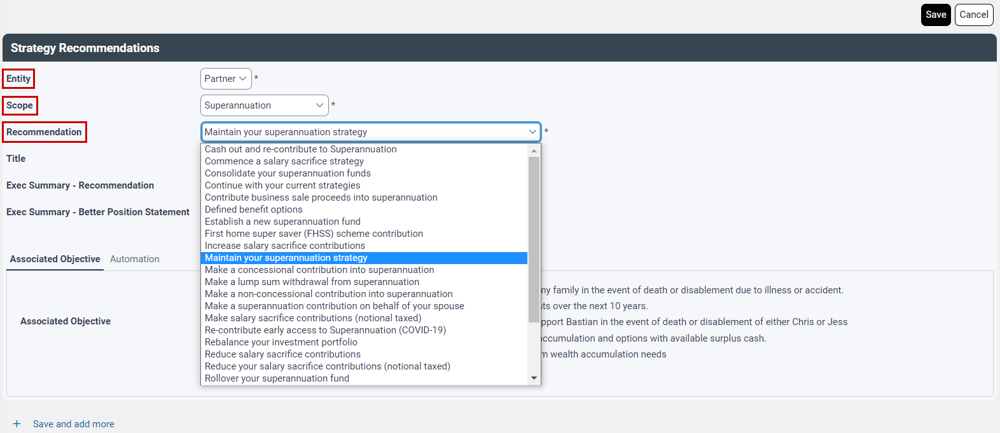 Save Cancel
Strategy Recommendations
Entity Partner *
Scope Superannuation *
Recommendation Maintain your superannuation strategy *
Title
Exec Summary - Recommendation
Exec Summary - Better Position Statement
Cash out and re-contribute to Superannuation
Commence a salary sacrifice strategy
Consolidate your superannuation funds
Continue with your current strategies
Contribute business sale proceeds into superannuation
Defined benefit options
Establish a new superannuation fund
First home super saver (FHSS) scheme contribution
Increase salary sacrifice contributions
Maintain your superannuation strategy
Make a concessional contribution into superannuation
Make a lump sum withdrawal from superannuation
Make a non-concessional contribution into superannuation
Make a superannuation contribution on behalf of your spouse
Make salary sacrifice contributions (notional taxed)
Re-contribute early access to Superannuation (COVID-19)
Rebalance your investment portfolio
Reduce salary sacrifice contributions
Reduce your salary sacrifice contributions (notional taxed)
Rollover your superannuation fund
Associated Objective Automation
Associated Objective
my family in the event of death or disablement due to illness or accident.
over the next 10 years.
Bastian in the event of death or disablement of either Chris or Jess
and options with available surplus cash.
wealth accumulation needs
+ Save and add more